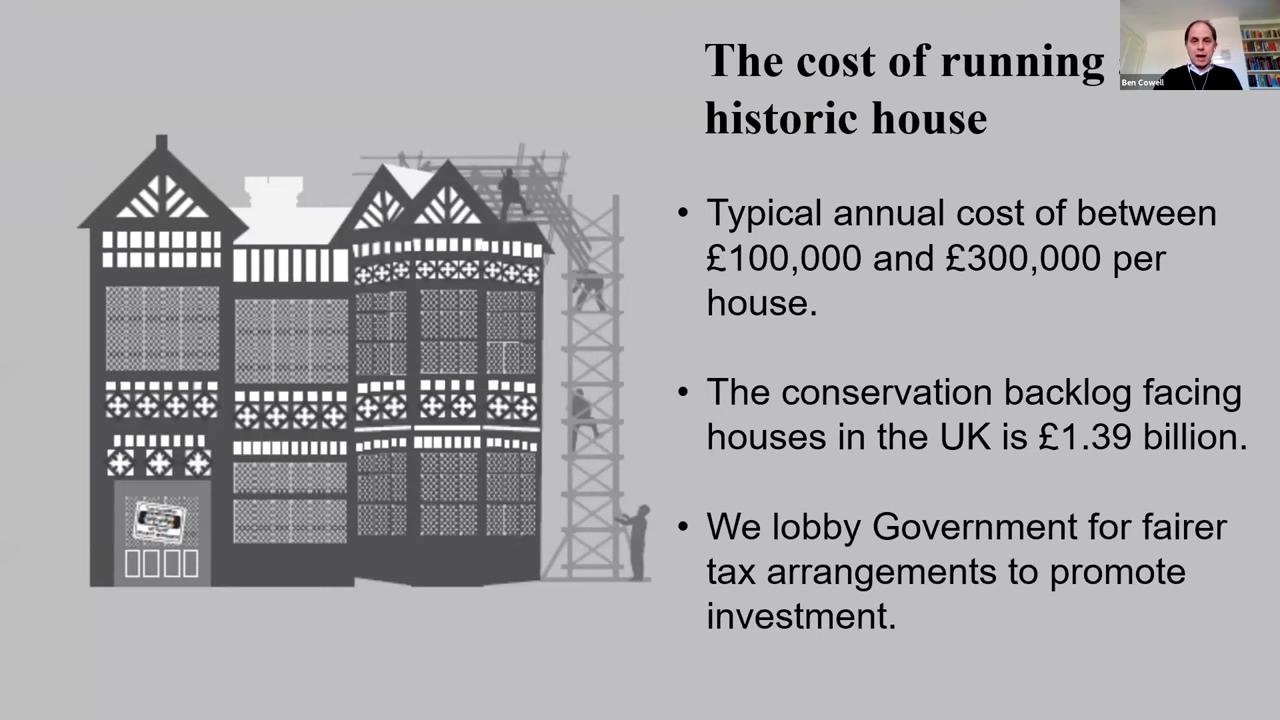 The cost of running
historic house
Ben Cowell
• Typical annual cost of between
£100,000 and £300,000 per
house.
• The conservation backlog facing
houses in the UK is £1.39 billion.
• We lobby Government for fairer
tax arrangements to promote
investment.